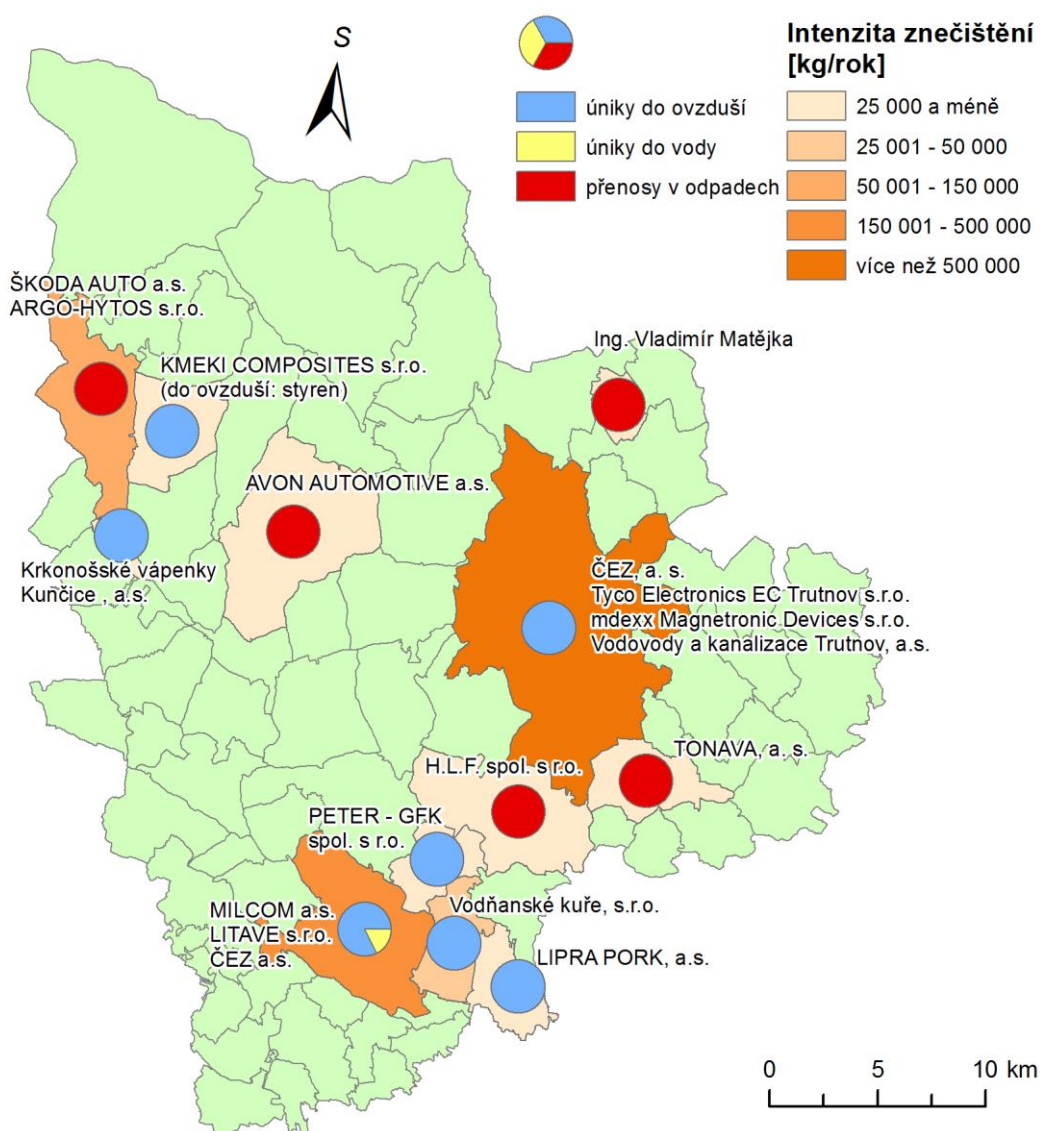 S
úniky do ovzduší
úniky do vody
přenosy v odpadech
Intenzita znečištění
[kg/rok]
25 000 a méně
25 001 - 50 000
50 001 - 150 000
150 001 - 500 000
více než 500 000
ŠKODA AUTO a.s.
ARGO-HYTOS s.r.o.
KMEKI COMPOSITES s.r.o.
(do ovzduší: styren)
Ing. Vladimír Matějka
AVON AUTOMOTIVE a.s.
Krkonošské vápenky
Kunčice , a.s.
ČEZ, a. s.
Tyco Electronics EC Trutnov s.r.o.
mdexx Magnetronic Devices s.r.o.
Vodovody a kanalizace Trutnov, a.s.
TONAVA, a. s.
H.L.F. spol. s r.o.
PETER - GFK
spol. s r.o.
Vodňanské kuře, s.r.o.
MILCOM a.s.
LITAVE s.r.o.
ČEZ a.s.
LIPRA PORK, a.s.
0 5 10 km